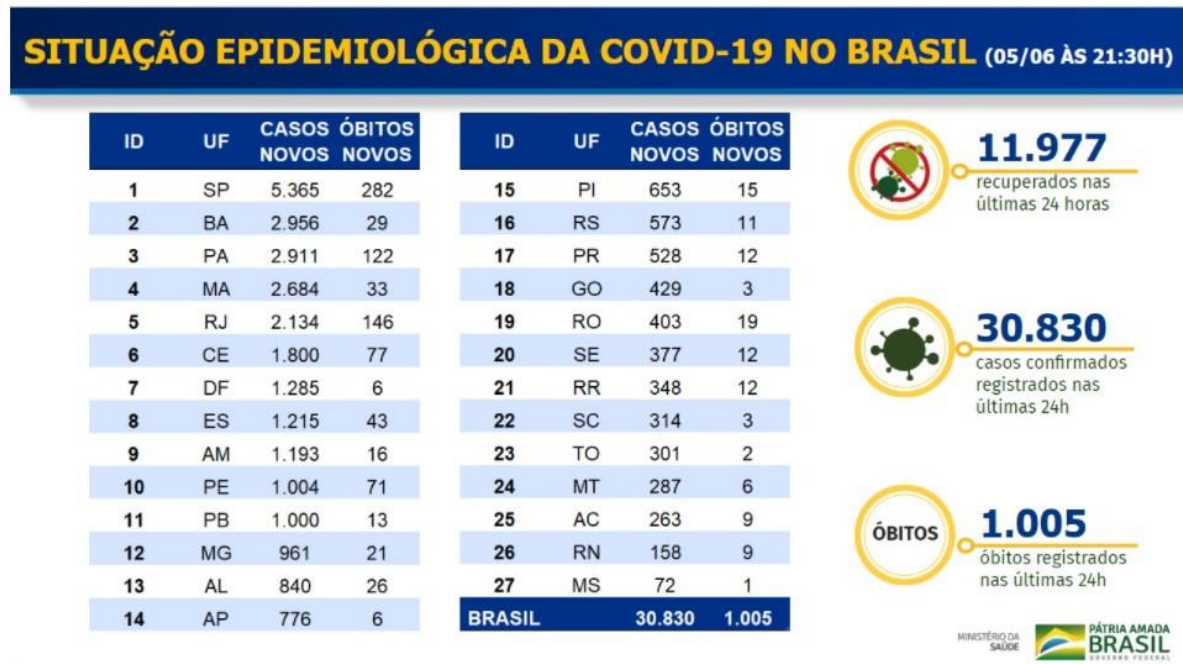 SITUAÇÃO EPIDEMIOLÓGICA DA COVID-19 NO BRASIL (05/06 ÀS 21:30H)
ID UF CASOS NOVOS ÓBITOS NOVOS
1 SP 5.365 282
2 BA 2.956 29
3 PA 2.911 122
4 MA 2.684 33
5 RJ 2.134 146
6 CE 1.800 77
7 DF 1.285 6
8 ES 1.215 43
9 AM 1.193 16
10 PE 1.004 71
11 PB 1.000 13
12 MG 961 21
13 AL 840 26
14 AP 776 6
ID UF CASOS NOVOS ÓBITOS NOVOS
15 PI 653 15
16 RS 573 11
17 PR 528 12
18 GO 429 3
19 RO 403 19
20 SE 377 12
21 RR 348 12
22 SC 314 3
23 TO 301 2
24 MT 287 6
25 AC 263 9
26 RN 158 9
27 MS 72 1
BRASIL 30.830 1.005
11.977
recuperados nas
últimas 24 horas
30.830
casos confirmados
registrados nas
últimas 24h
ÓBITOS
1.005
óbitos registrados
nas últimas 24h
MINISTÉRIO DA
SAÚDE
PÁTRIA AMADA
BRASIL
GOVERNO FEDERAL